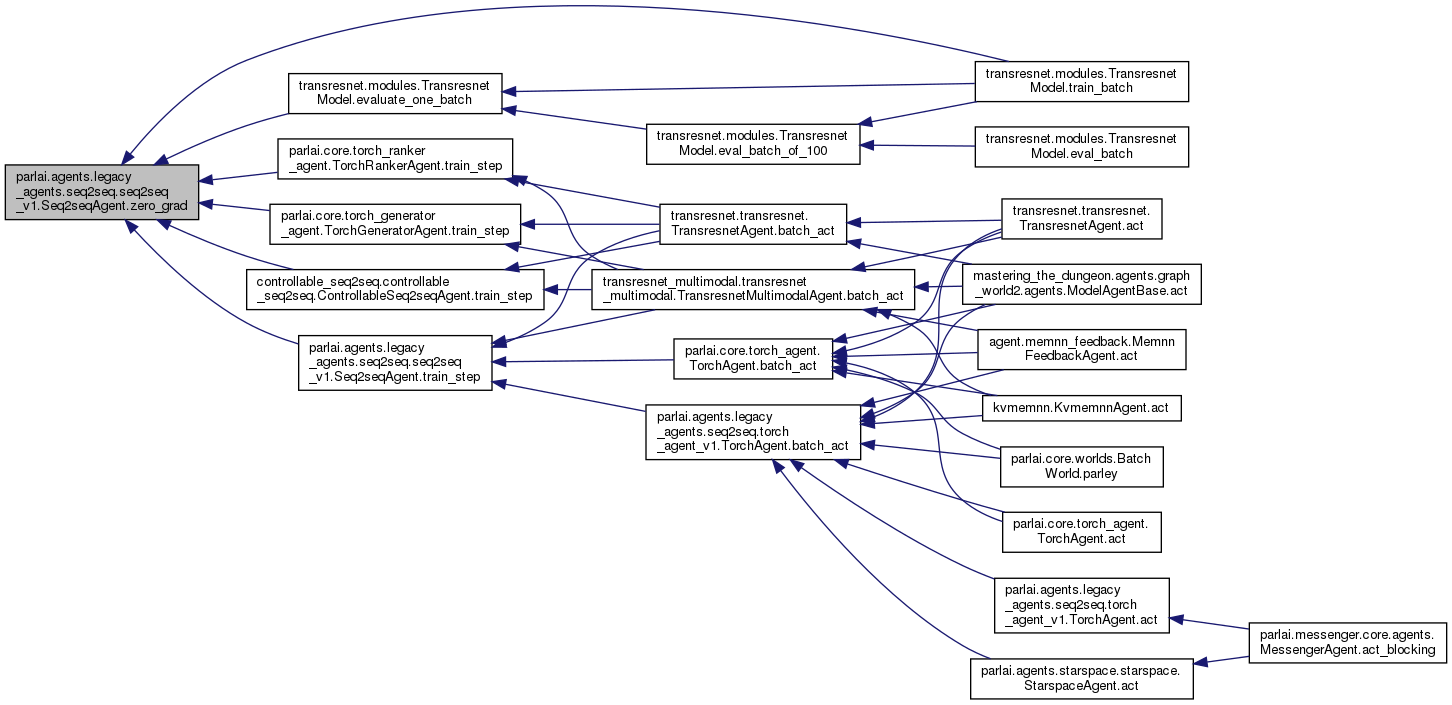 parlai.agents.legacy
_agents.seq2seq.seq2seq
_v1.Seq2seqAgent.zero_grad
transresnet.modules.Transresnet
Model.evaluate_one_batch
parlai.core.torch_ranker
_agent.TorchRankerAgent.train_step
parlai.core.torch_generator
_agent.TorchGeneratorAgent.train_step
controllable_seq2seq.controllable
_seq2seq.ControllableSeq2seqAgent.train_step
parlai.agents.legacy
_agents.seq2seq.seq2seq
_v1.Seq2seqAgent.train_step
transresnet.modules.Transresnet
Model.eval_batch_of_100
transresnet.transresnet.
TransresnetAgent.batch_act
transresnet_multimodal.transresnet
_multimodal.TransresnetMultimodalAgent.batch_act
parlai.core.torch_agent.
TorchAgent.batch_act
parlai.agents.legacy
_agents.seq2seq.torch
_agent_v1.TorchAgent.batch_act
transresnet.modules.Transresnet
Model.train_batch
transresnet.modules.Transresnet
Model.eval_batch
transresnet.transresnet.
TransresnetAgent.act
mastering_the_dungeon.agents.graph
_world2.agents.ModelAgentBase.act
agent.memnn_feedback.Memnn
FeedbackAgent.act
kvmemnn.KvmemnnAgent.act
parlai.core.worlds.Batch
World.parley
parlai.core.torch_agent.
TorchAgent.act
parlai.agents.legacy
_agents.seq2seq.torch
_agent_v1.TorchAgent.act
parlai.agents.starspace.starspace.
StarspaceAgent.act
parlai.messenger.core.agents.
MessengerAgent.act_blocking